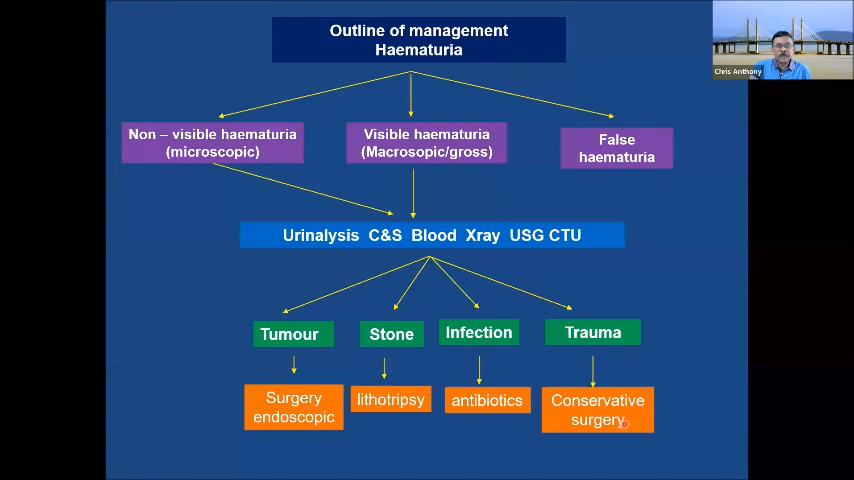 Outline of management
Haematuria
Chris Anthony
Non – visible haematuria
(microscopic)
Visible haematuria
(Macrosopic/gross)
False
haematuria
Urinalysis C&S Blood Xray USG CTU
Tumour
Stone
Infection
Trauma
Surgery
endoscopic
lithotripsy
antibiotics
Conservative
surgery